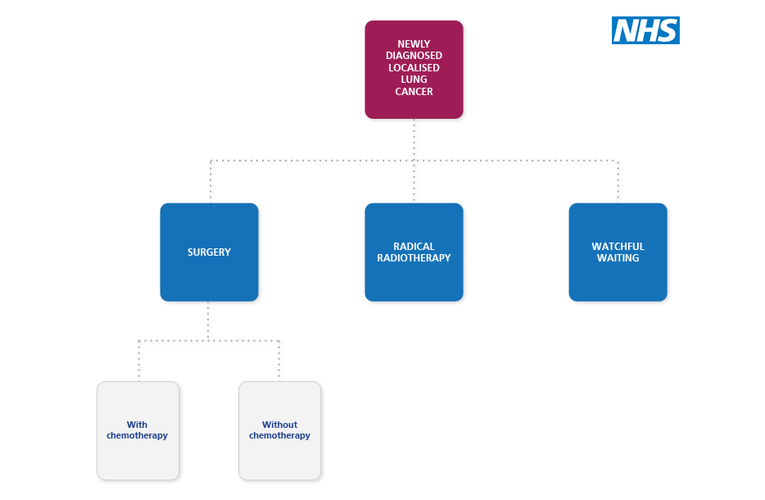 NHS
NEWLY
DIAGNOSED
LOCALISED
LUNG
CANCER
SURGERY
RADICAL
RADIOTHERAPY
WATCHFUL
WAITING
With
chemotherapy
Without
chemotherapy